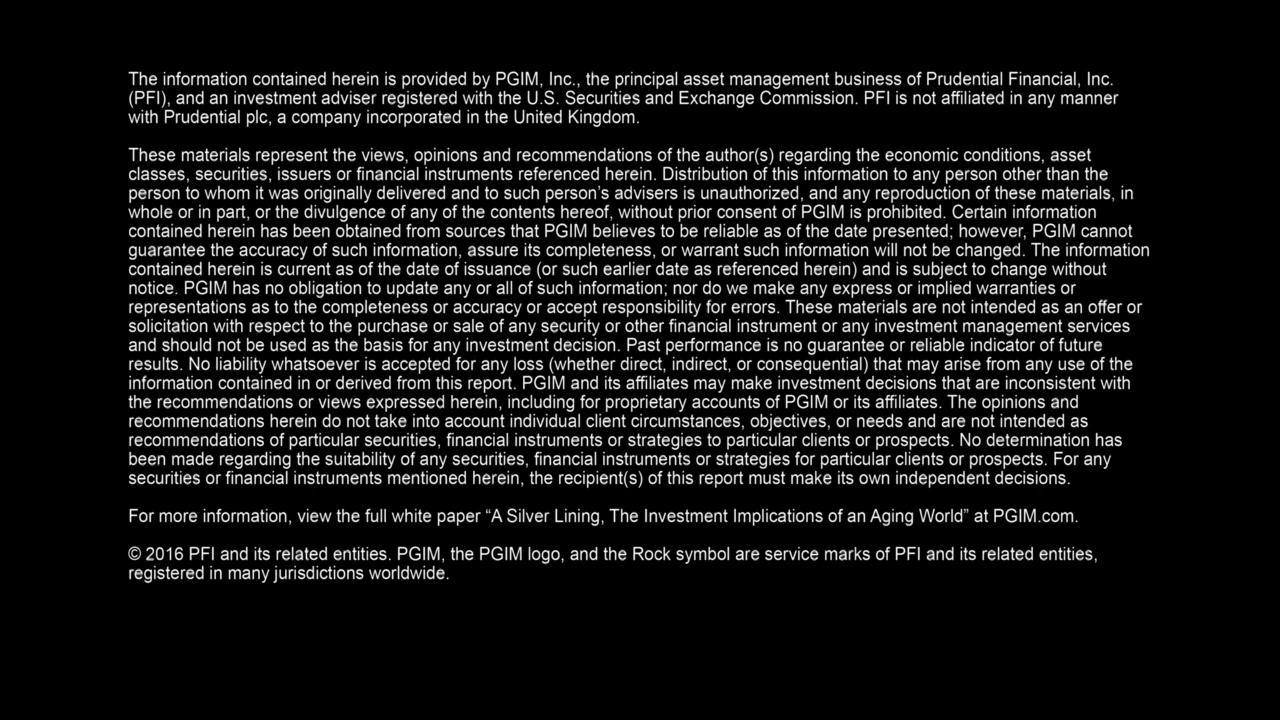 The information contained herein is provided by PGIM, Inc., the principal asset management business of Prudential Financial, Inc.
(PFI), and an investment adviser registered with the U.S. Securities and Exchange Commission. PFI is not affiliated in any manner
with Prudential plc, a company incorporated in the United Kingdom.
These materials represent the views, opinions and recommendations of the author(s) regarding the economic conditions, asset
classes, securities, issuers or financial instruments referenced herein. Distribution of this information to any person other than the
person to whom it was originally delivered and to such person’s advisers is unauthorized, and any reproduction of these materials, in
whole or in part, or the divulgence of any of the contents hereof, without prior consent of PGIM is prohibited. Certain information
contained herein has been obtained from sources that PGIM believes to be reliable as of the date presented; however, PGIM cannot
guarantee the accuracy of such information, assure its completeness, or warrant such information will not be changed. The information
contained herein is current as of the date of issuance (or such earlier date as referenced herein) and is subject to change without
notice. PGIM has no obligation to update any or all of such information; nor do we make any express or implied warranties or
representations as to the completeness or accuracy or accept responsibility for errors. These materials are not intended as an offer or
solicitation with respect to the purchase or sale of any security or other financial instrument or any investment management services
and should not be used as the basis for any investment decision. Past performance is no guarantee or reliable indicator of future
results. No liability whatsoever is accepted for any loss (whether direct, indirect, or consequential) that may arise from any use of the
information contained in or derived from this report. PGIM and its affiliates may make investment decisions that are inconsistent with
the recommendations or views expressed herein, including for proprietary accounts of PGIM or its affiliates. The opinions and
recommendations herein do not take into account individual client circumstances, objectives, or needs and are not intended as
recommendations of particular securities, financial instruments or strategies to particular clients or prospects. No determination has
been made regarding the suitability of any securities, financial instruments or strategies for particular clients or prospects. For any
securities or financial instruments mentioned herein, the recipient(s) of this report must make its own independent decisions.
For more information, view the full white paper “A Silver Lining, The Investment Implications of an Aging World” at PGIM.com.
© 2016 PFI and its related entities. PGIM, the PGIM logo, and the Rock symbol are service marks of PFI and its related entities,
registered in many jurisdictions worldwide.